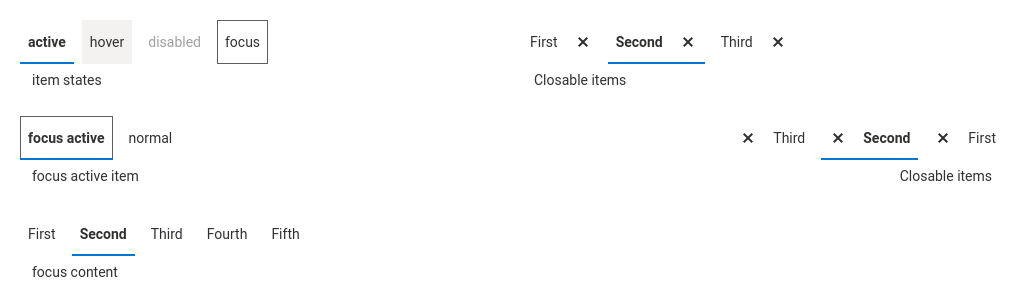 active hover disabled focus
item states
First ✕ Second ✕ Third ✕
Closable items
focus active normal
focus active item
✕ Third ✕ Second ✕ First
Closable items
First Second Third Fourth Fifth
focus content